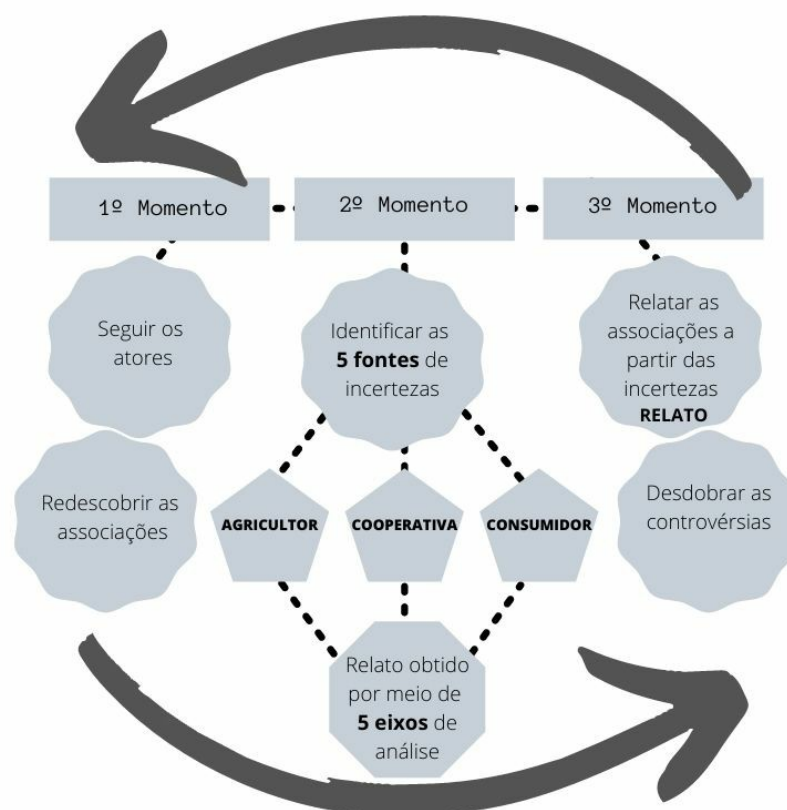 1º Momento
2º Momento
3º Momento
Seguir os
atores
Redescobrir as
associações
Identificar as
5 fontes de
incertezas
AGRICULTOR
COOPERATIVA
CONSUMIDOR
Relato obtido
por meio de
5 eixos de
análise
Relatar as
associações a
partir das
incertezas
RELATO
Desdobrar as
controvérsias